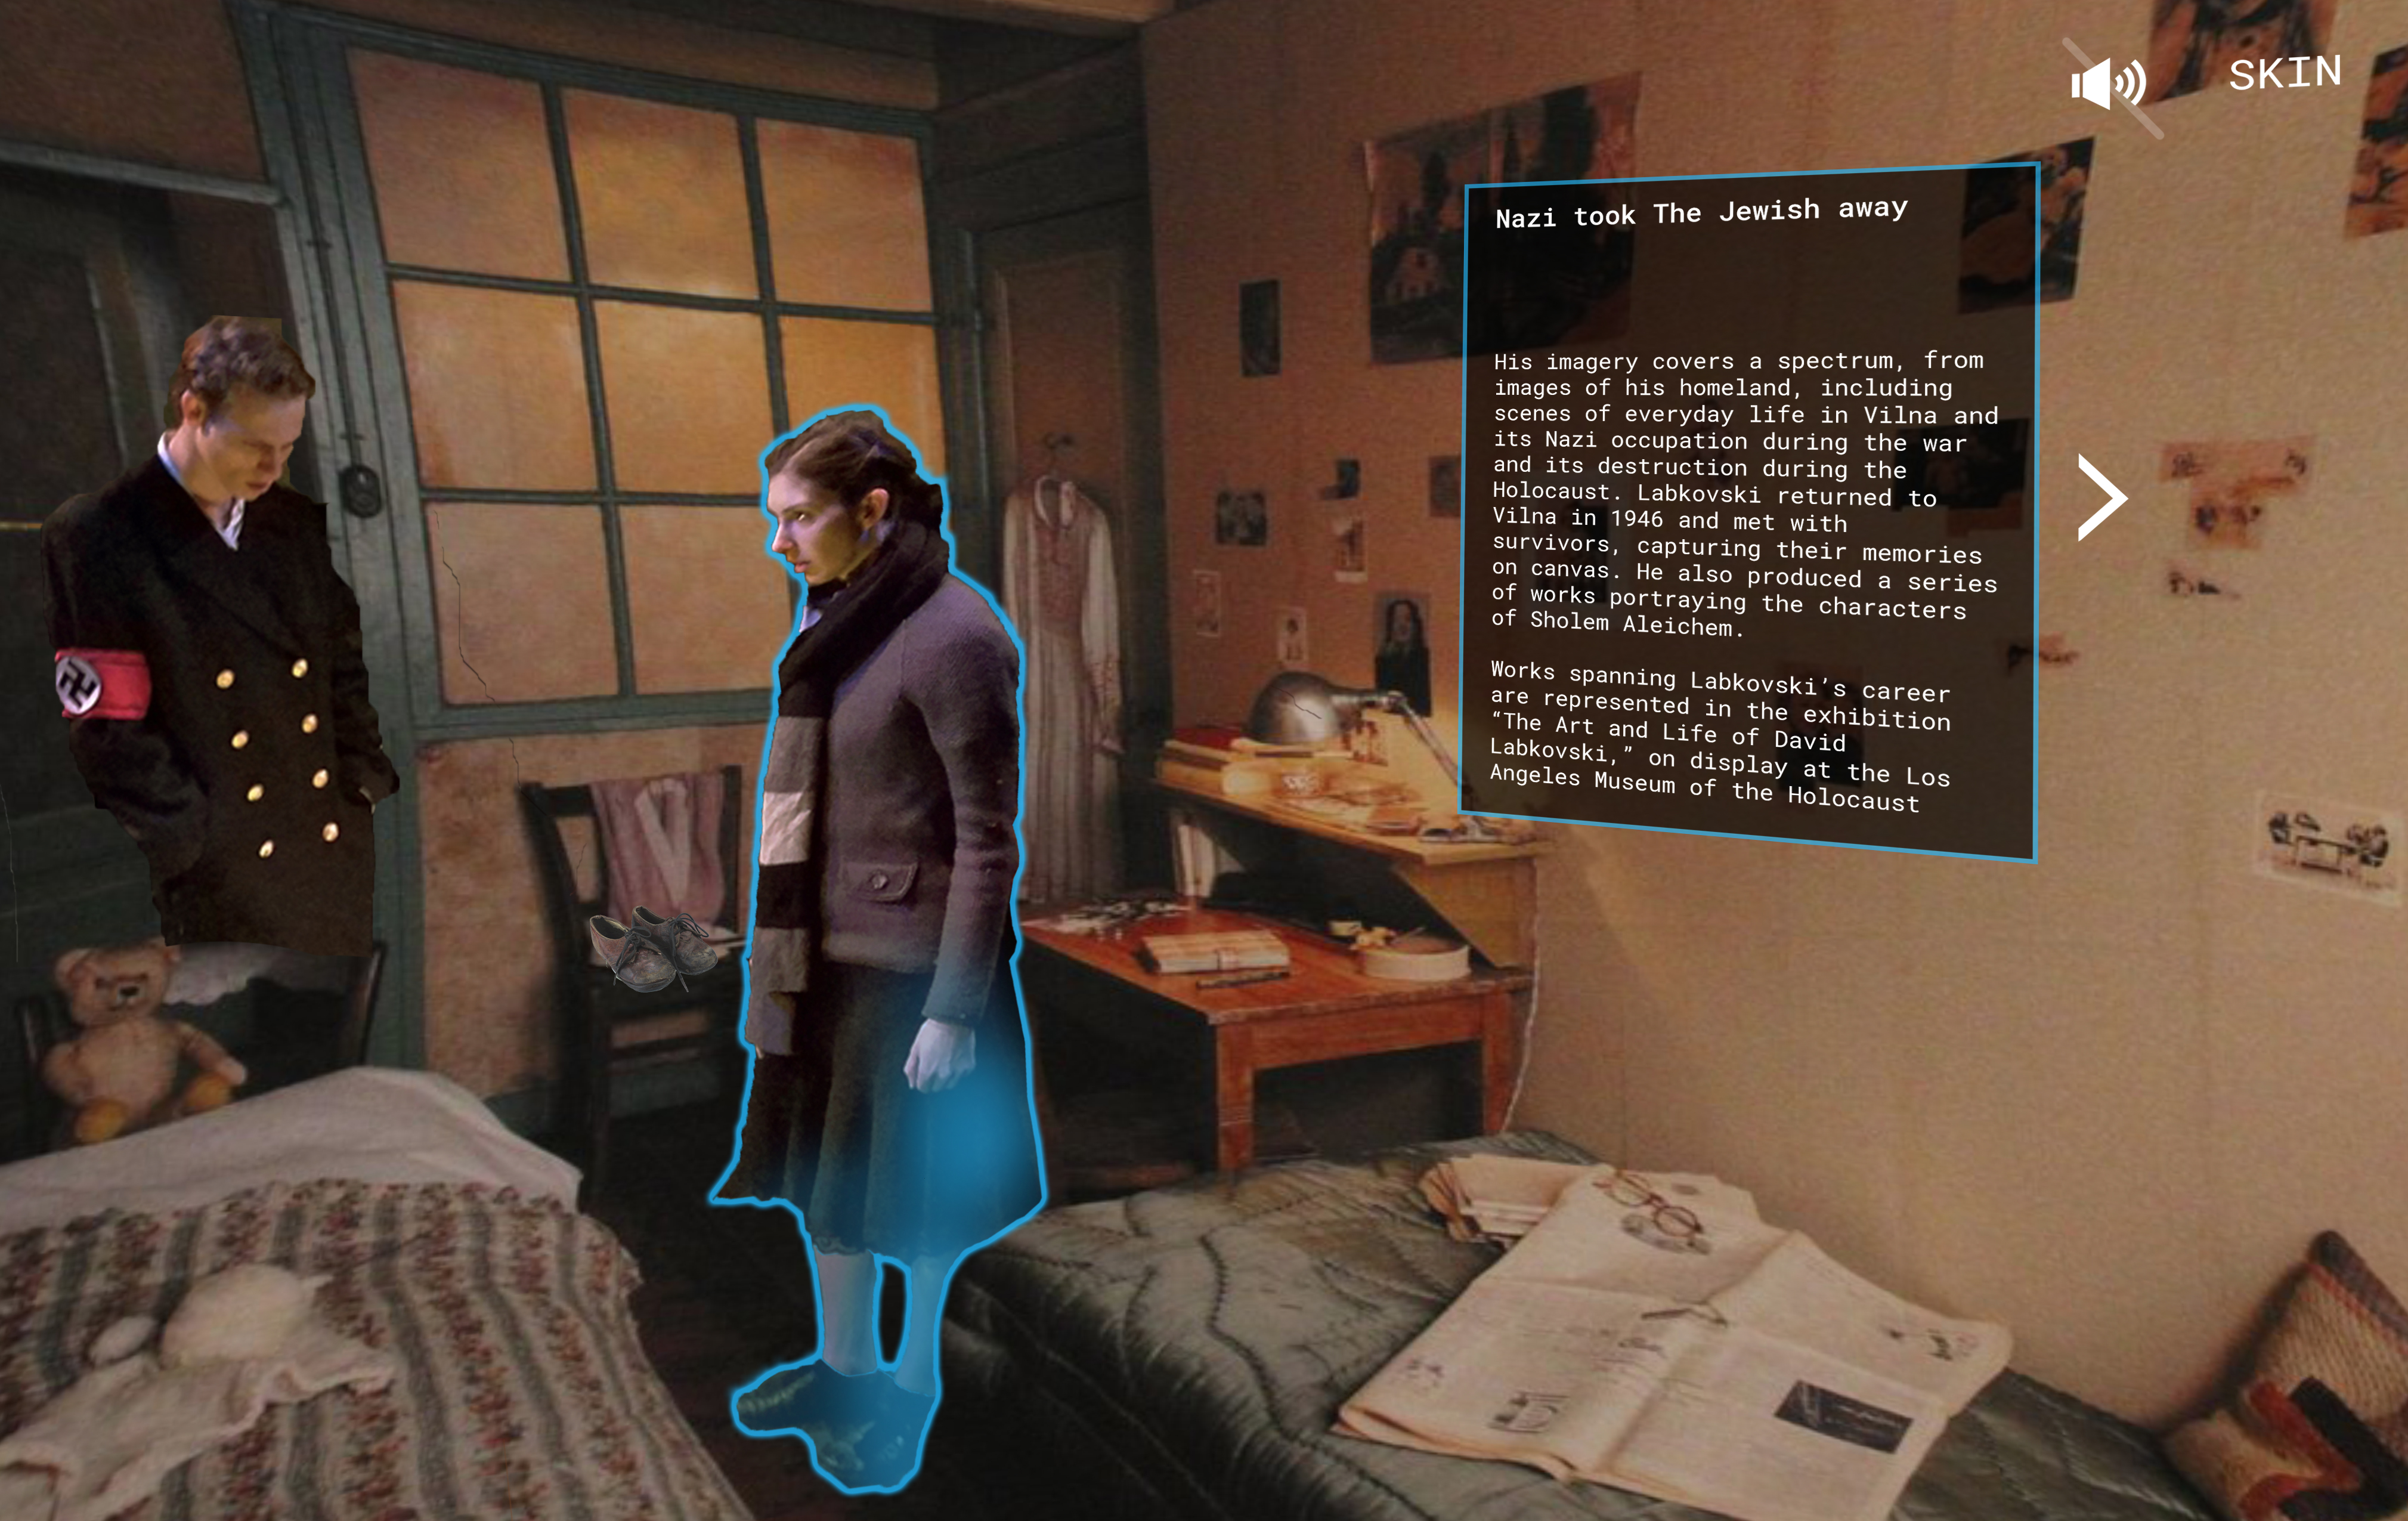 SKIN
Nazi took The Jewish away
His imagery covers a spectrum, from
images of his homeland, including
scenes of everyday life in Vilna and
its Nazi occupation during the war
and its destruction during the
Holocaust. Labkovski returned to
Vilna in 1946 and met with
survivors, capturing their memories
on canvas. He also produced a series
of works portraying the characters
of Sholem Aleichem.
Works spanning Labkovski’s career
are represented in the exhibition
“The Art and Life of David
Labkovski,” on display at the Los
Angeles Museum of the Holocaust